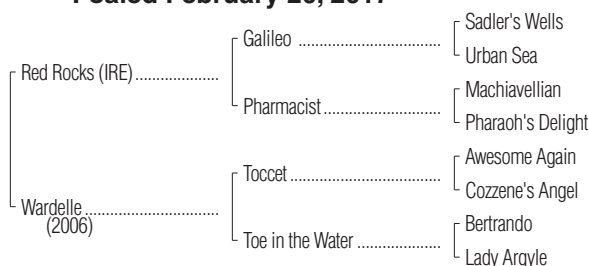 Foaled February 20, 2017
Sadler's Wells
Galileo
Urban Sea
Red Rocks (IRE)
Machiavellian
Pharmacist
Pharaoh's Delight
Awesome Again
Toccet
Cozzene's Angel
Wardelle
(2006)
Bertrando
Toe in the Water
Lady Argyle